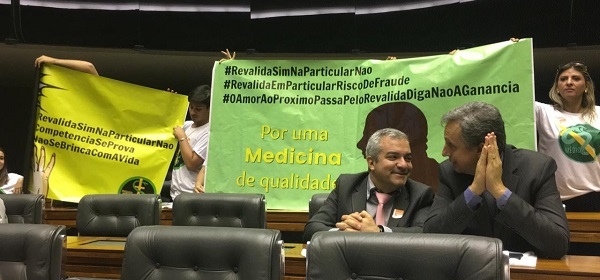 RevalidaSimNaParticularNao
CompetenciaSeProva
NaoSeBrincaComAVida
#RevalidaSimNaParticularNao
#RevalidaEmParticularRiscoDeFraude
#OAmorAoProximoPassaPeloRevalidaDigaNaoAGanancia
Por uma
Medicina
de qualidade